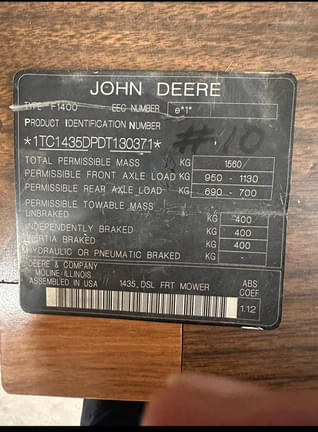 JOHN DEERE
TYPE F1400 EEC NUMBER e*1*
PRODUCT IDENTIFICATION NUMBER
*1TC1435DPDT130371*
#10
TOTAL PERMISSIBLE MASS KG 1560
PERMISSIBLE FRONT AXLE LOAD KG 950 - 1130
PERMISSIBLE REAR AXLE LOAD KG 690 - 700
PERMISSIBLE TOWABLE MASS
UNBRAKED KG 400
INDEPENDENTLY BRAKED KG 400
INERTIA BRAKED KG 400
HYDRAULIC OR PNEUMATIC BRAKED KG -
DEERE & COMPANY
MOLINE ILLINOIS
ASSEMBLED IN USA // 1435, DSL FRT MOWER
ABS
COEF
1.12